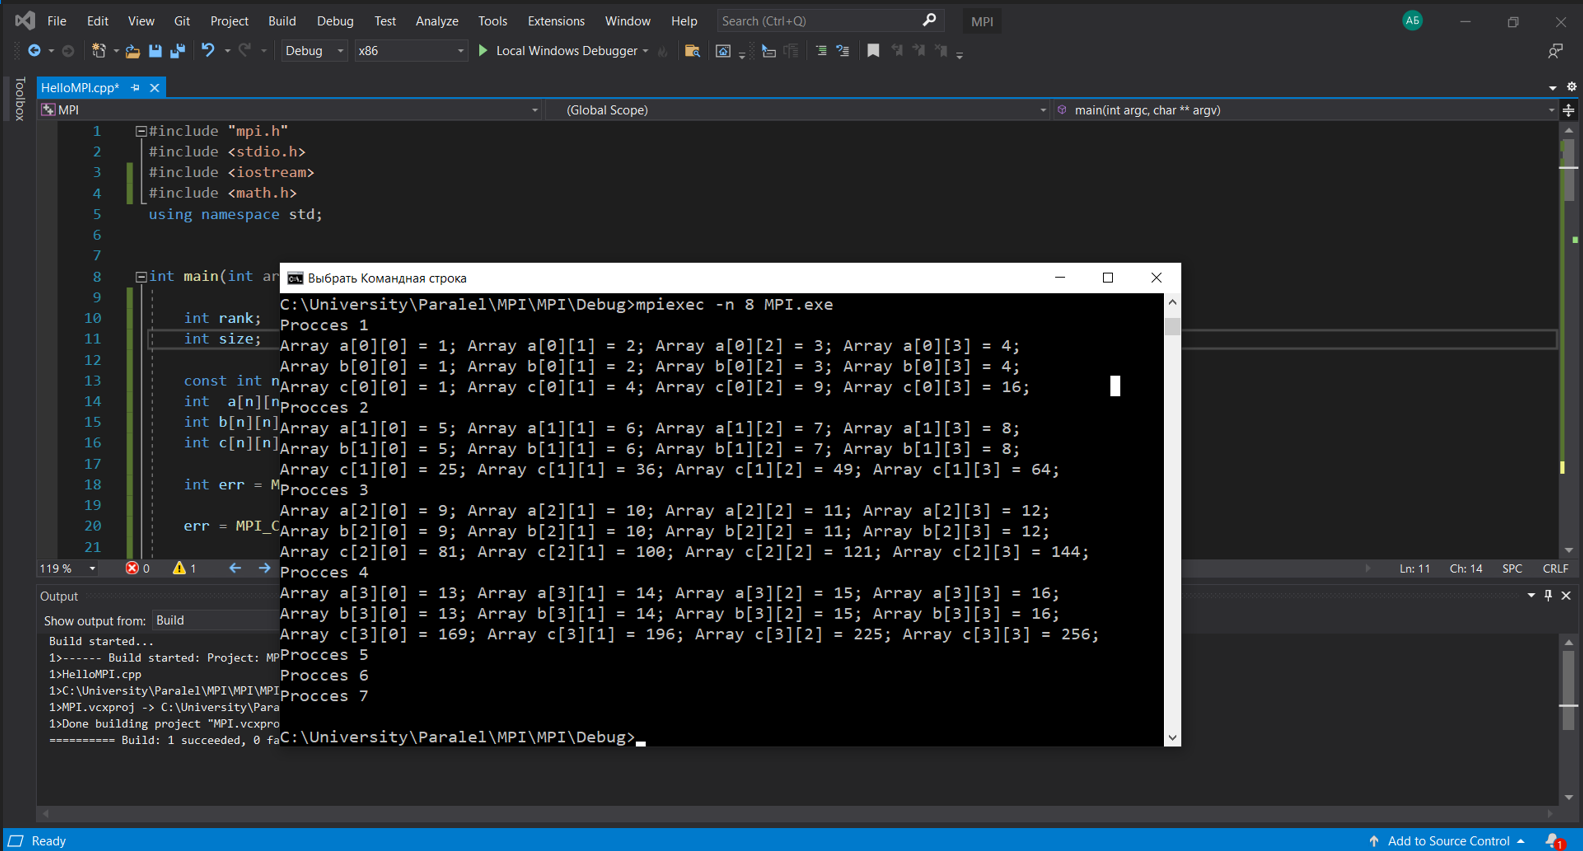 File Edit View Git Project Build Debug Test Analyze Tools Extensions Window Help Search (Ctrl+Q) MPI АБ
Debug x86 Local Windows Debugger
Toolbox
HelloMPI.cpp*
MPI (Global Scope) main(int argc, char ** argv)
1 #include "mpi.h"
2 #include <stdio.h>
3 #include <iostream>
4 #include <math.h>
5 using namespace std;
6
7
8 int main(int ar
9
10 int rank;
11 int size;
12
13 const int n
14 int a[n][n
15 int b[n][n]
16 int c[n][n]
17
18 int err = M
19
20 err = MPI_C
21
119 % 0 1 Ln: 11 Ch: 14 SPC CRLF
Выбрать Командная строка
C:\University\Paralel\MPI\MPI\Debug>mpiexec -n 8 MPI.exe
Procces 1
Array a[0][0] = 1; Array a[0][1] = 2; Array a[0][2] = 3; Array a[0][3] = 4;
Array b[0][0] = 1; Array b[0][1] = 2; Array b[0][2] = 3; Array b[0][3] = 4;
Array c[0][0] = 1; Array c[0][1] = 4; Array c[0][2] = 9; Array c[0][3] = 16;
Procces 2
Array a[1][0] = 5; Array a[1][1] = 6; Array a[1][2] = 7; Array a[1][3] = 8;
Array b[1][0] = 5; Array b[1][1] = 6; Array b[1][2] = 7; Array b[1][3] = 8;
Array c[1][0] = 25; Array c[1][1] = 36; Array c[1][2] = 49; Array c[1][3] = 64;
Procces 3
Array a[2][0] = 9; Array a[2][1] = 10; Array a[2][2] = 11; Array a[2][3] = 12;
Array b[2][0] = 9; Array b[2][1] = 10; Array b[2][2] = 11; Array b[2][3] = 12;
Array c[2][0] = 81; Array c[2][1] = 100; Array c[2][2] = 121; Array c[2][3] = 144;
Procces 4
Array a[3][0] = 13; Array a[3][1] = 14; Array a[3][2] = 15; Array a[3][3] = 16;
Array b[3][0] = 13; Array b[3][1] = 14; Array b[3][2] = 15; Array b[3][3] = 16;
Array c[3][0] = 169; Array c[3][1] = 196; Array c[3][2] = 225; Array c[3][3] = 256;
Procces 5
Procces 6
Procces 7
C:\University\Paralel\MPI\MPI\Debug>
Output
Show output from: Build
Build started...
1>------ Build started: Project: MP
1>HelloMPI.cpp
1>C:\University\Paralel\MPI\MPI\MPI
1>MPI.vcxproj -> C:\University\Para
1>Done building project "MPI.vcxpro
========== Build: 1 succeeded, 0 fa
Ready Add to Source Control 1